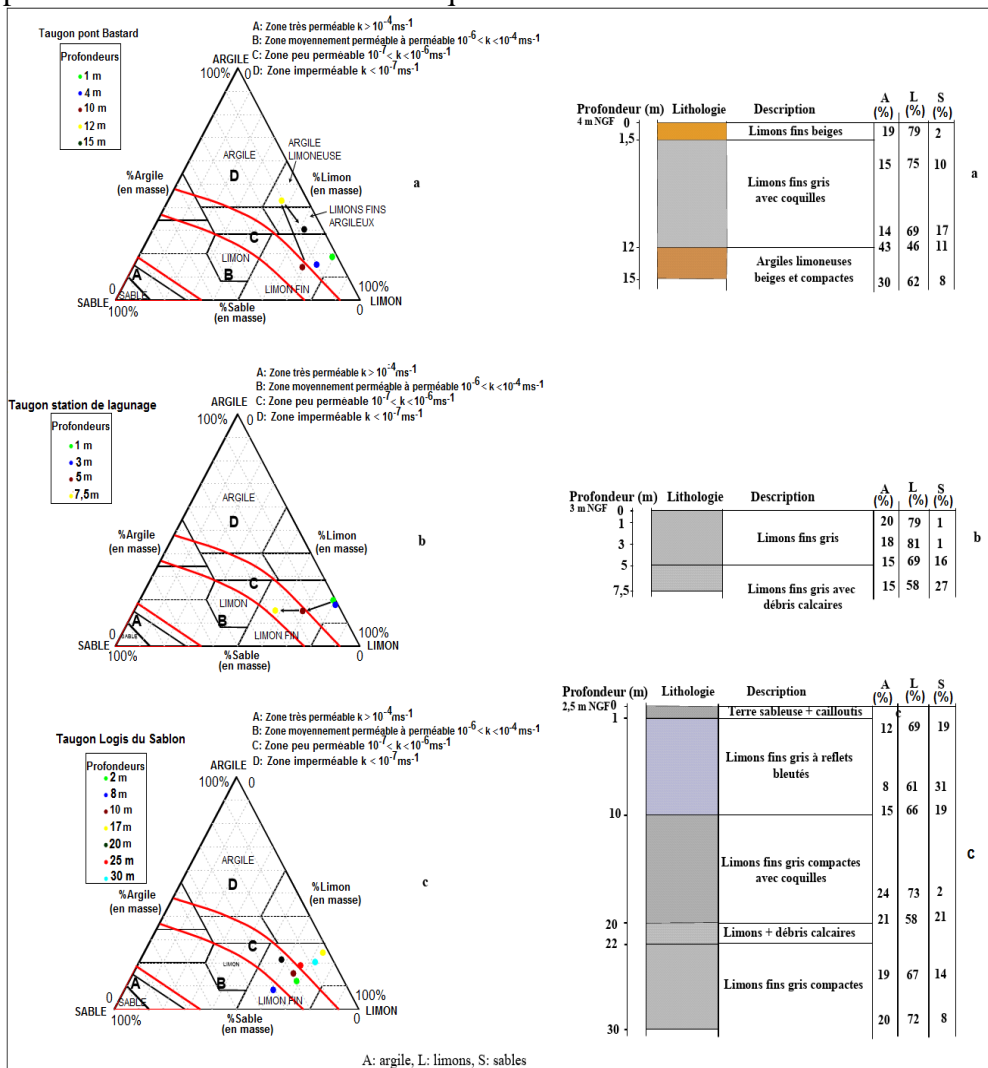 Taugon pont Bastard
Profondeurs
1 m
4 m
10 m
12 m
15 m
A: Zone très perméable k > 10-4ms-1
B: Zone moyennement perméable à perméable 10-6 < k <10-4 ms-1
C: Zone peu perméable 10-7 < k <10-6ms-1
D: Zone imperméable k < 10-7ms-1
ARGILE
100% 0
ARGILE
LIMONEUSE
ARGILE
D
%Argile
(en masse)
%Limon
(en masse)
a
LIMONS FINS
ARGILEUX
C
LIMON
B
A
LIMON FIN
100%
0 SABLE
SABLE
100%
%Sable
(en masse)
LIMON
0
Profondeur (m) Lithologie Description A (%) L (%) S (%)
4 m NGF 0
Limons fins beiges 19 79 2
1,5
15 75 10
Limons fins gris
avec coquilles
a
14 69 17
12 43 46 11
Argiles limoneuses
beiges et compactes
15 30 62 8
Taugon station de lagunage
Profondeurs
1 m
3 m
5 m
7,5m
A: Zone très perméable k > 10-4ms-1
B: Zone moyennement perméable à perméable 10-6 < k <10-4 ms-1
C: Zone peu perméable 10-7 < k <10-6ms-1
D: Zone imperméable k < 10-7ms-1
ARGILE
100% 0
ARGILE
D
%Argile
(en masse)
%Limon
(en masse)
b
C
LIMON
B
A
LIMON FIN
100%
0 SABLE
SABLE
100%
%Sable
(en masse)
LIMON
0
Profondeur (m) Lithologie Description A (%) L (%) S (%)
3 m NGF 0
1 20 79 1
Limons fins gris
b
3 18 81 1
5 15 69 16
Limons fins gris avec
débris calcaires
7,5 15 58 27
Taugon Logis du Sablon
Profondeurs
2 m
8 m
10 m
17 m
20 m
25 m
30 m
A: Zone très perméable k > 10-4ms-1
B: Zone moyennement perméable à perméable 10-6 < k <10-4 ms-1
C: Zone peu perméable 10-7 < k <10-6ms-1
D: Zone imperméable k < 10-7ms-1
ARGILE
100% 0
ARGILE
D
%Argile
(en masse)
%Limon
(en masse)
c
C
LIMON
B
A
LIMON FIN
100%
0 SABLE
SABLE
100%
%Sable
(en masse)
LIMON
0
Profondeur (m) Lithologie Description A (%) L (%) S (%)
2,5 m NGF 0
Terre sableuse + cailloutis c
1 12 69 19
Limons fins gris à reflets
bleutés
8 61 31
10 15 66 19
Limons fins gris compactes
avec coquilles
C
24 73 2
20 21 58 21
Limons + débris calcaires
22
Limons fins gris compactes 19 67 14
20 72 8
30
A: argile, L: limons, S: sables